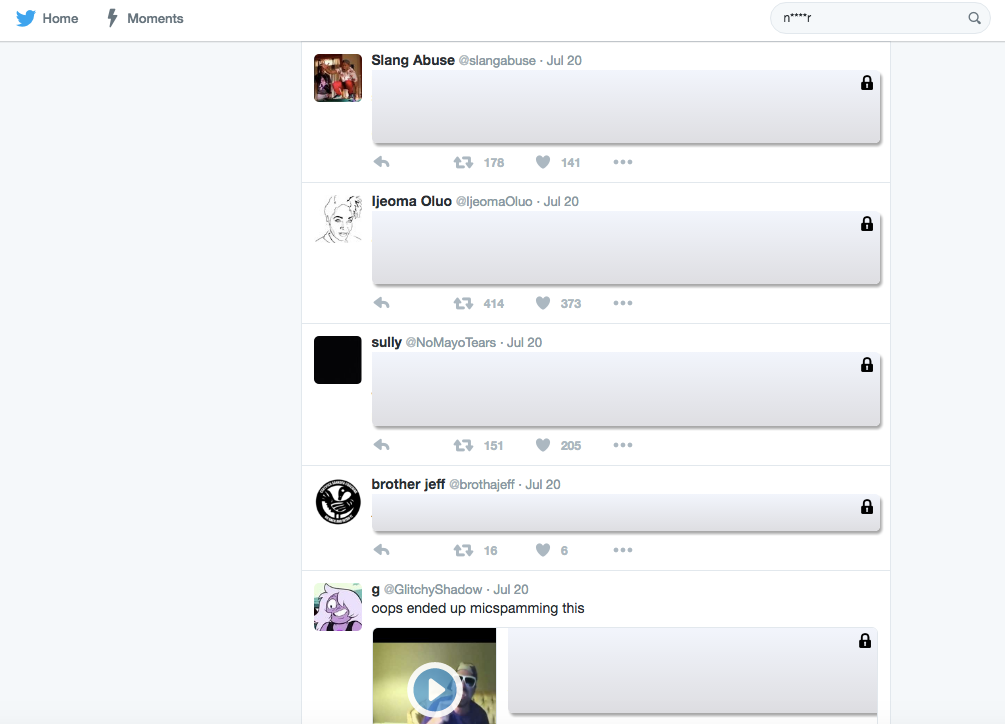 Home
Moments
n****r
Slang Abuse @slangabuse · Jul 20
178
141
Ijeoma Oluo @IjeomaOluo · Jul 20
414
373
sully @NoMayoTears · Jul 20
151
205
brother jeff @brothajeff · Jul 20
16
6
g @GlitchyShadow · Jul 20
oops ended up micspamming this